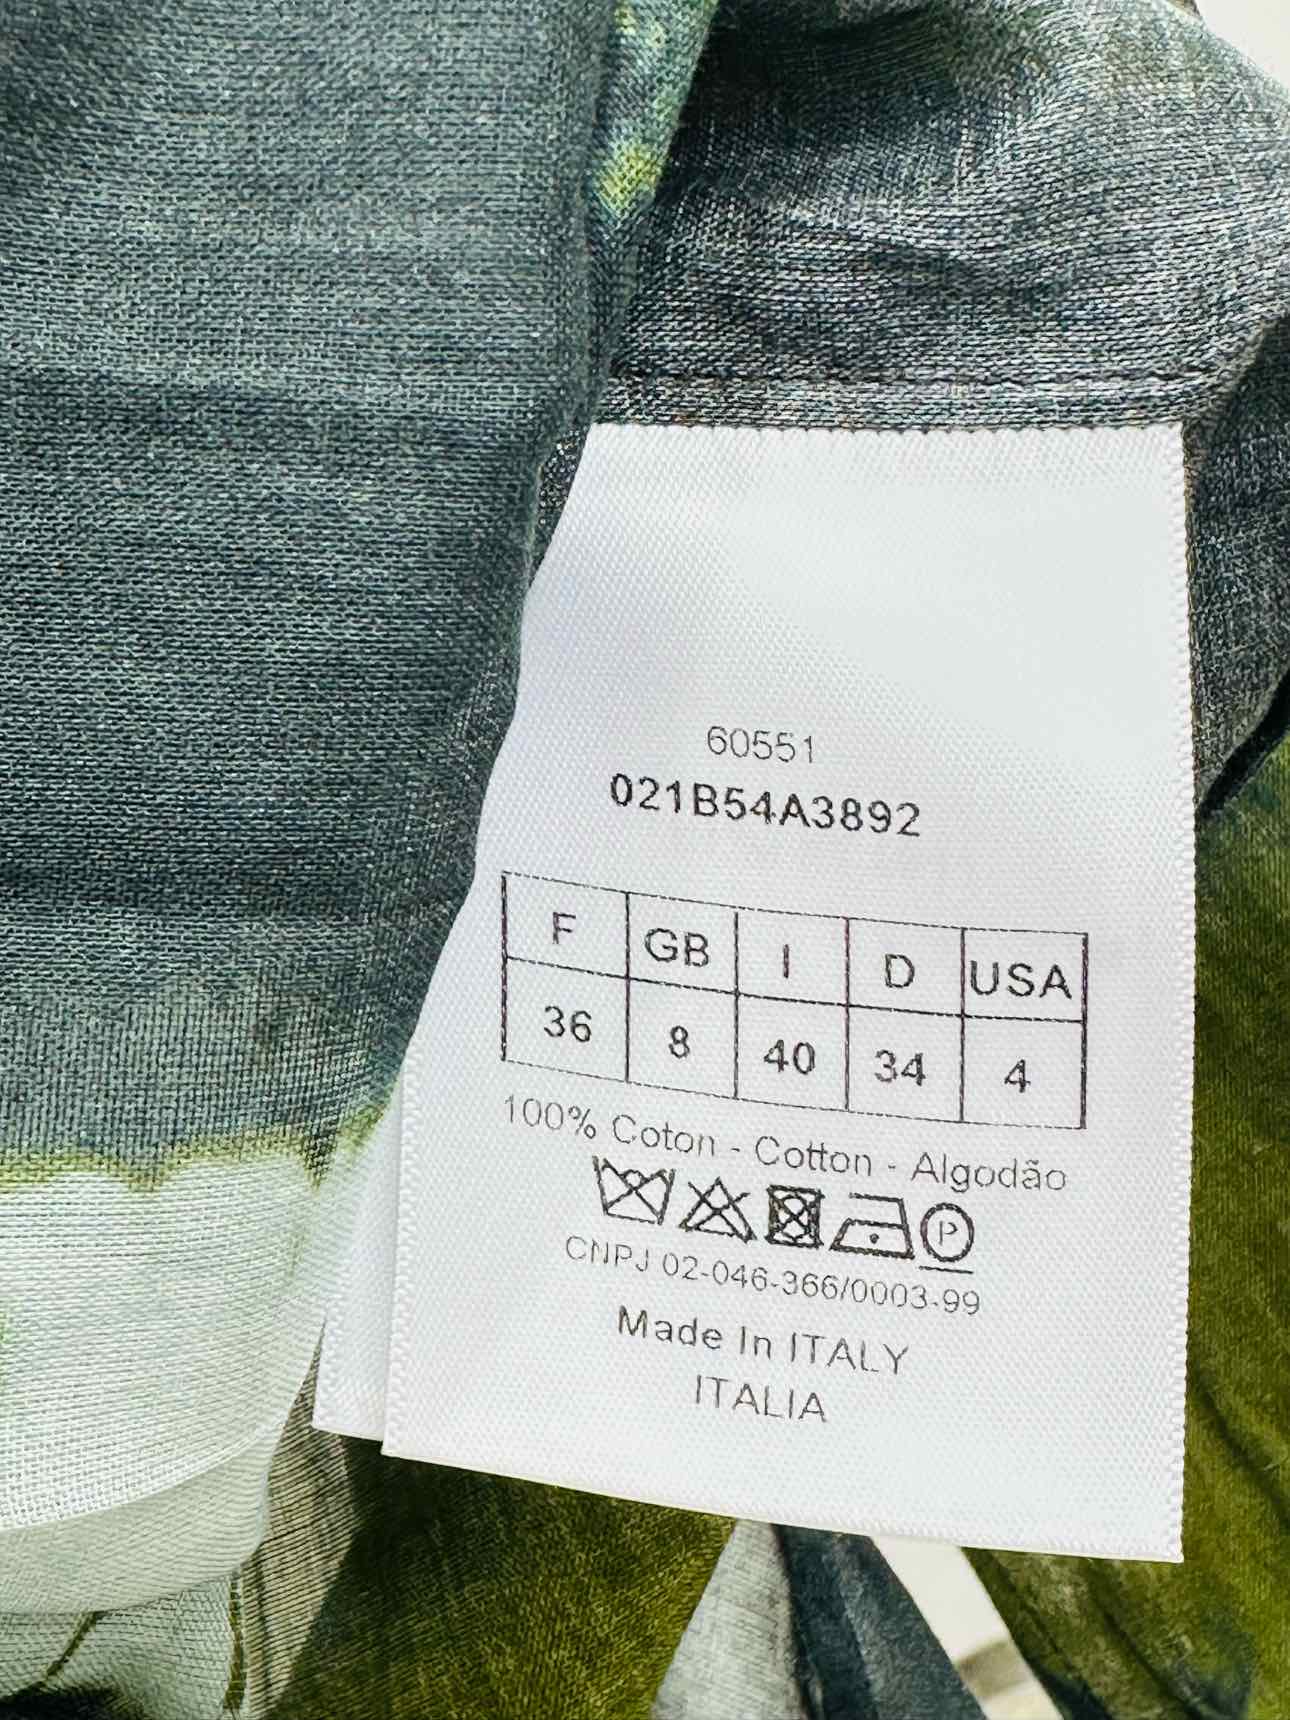 60551
021B54A3892
F GB I D USA
36 8 40 34 4
100% Coton - Cotton - Algodão
P
CNPJ 02-046-366/0003-99
Made In ITALY
ITALIA